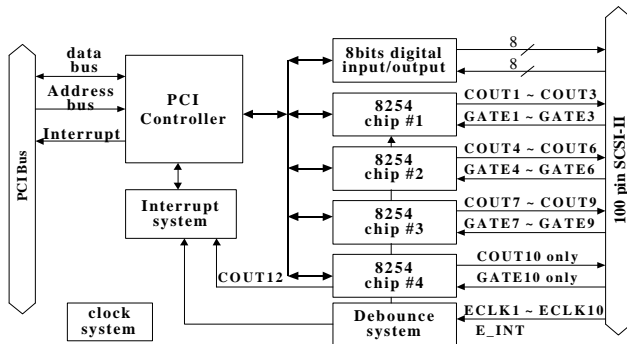 data
bus
Address
bus
Interrupt
PCI Bus
PCI
Controller
Interrupt
system
clock
system
COUT12
8bits digital
input/output
8254
chip #1
8254
chip #2
8254
chip #3
8254
chip #4
Debounce
system
8
8
COUT1 ~ COUT3
GATE1 ~ GATE3
COUT4 ~ COUT6
GATE4 ~ GATE6
COUT7 ~ COUT9
GATE7 ~ GATE9
COUT10 only
GATE10 only
ECLK1 ~ ECLK10
E_INT
100 pin SCSI-II